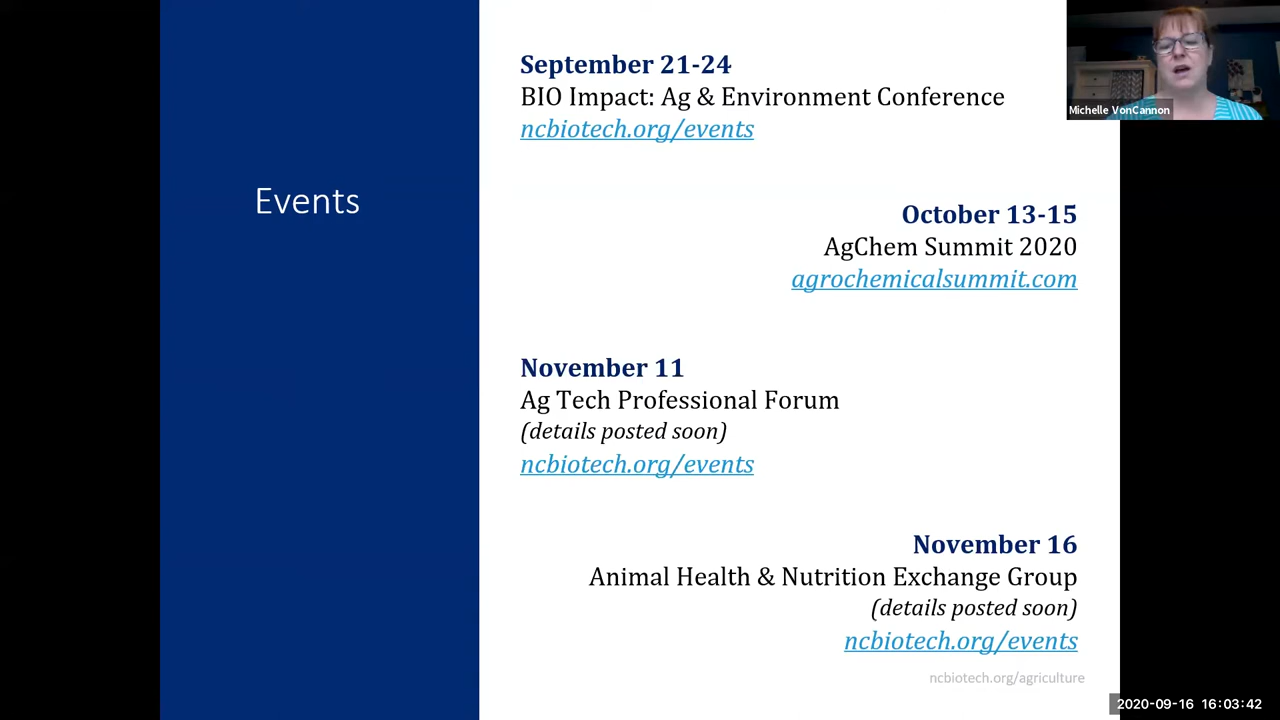 Events
September 21-24
BIO Impact: Ag & Environment Conference
ncbiotech.org/events
October 13-15
AgChem Summit 2020
agrochemicalsummit.com
November 11
Ag Tech Professional Forum
(details posted soon)
ncbiotech.org/events
November 16
Animal Health & Nutrition Exchange Group
(details posted soon)
ncbiotech.org/events
ncbiotech.org/agriculture
Michelle VonCannon
2020-09-16 16:03:42